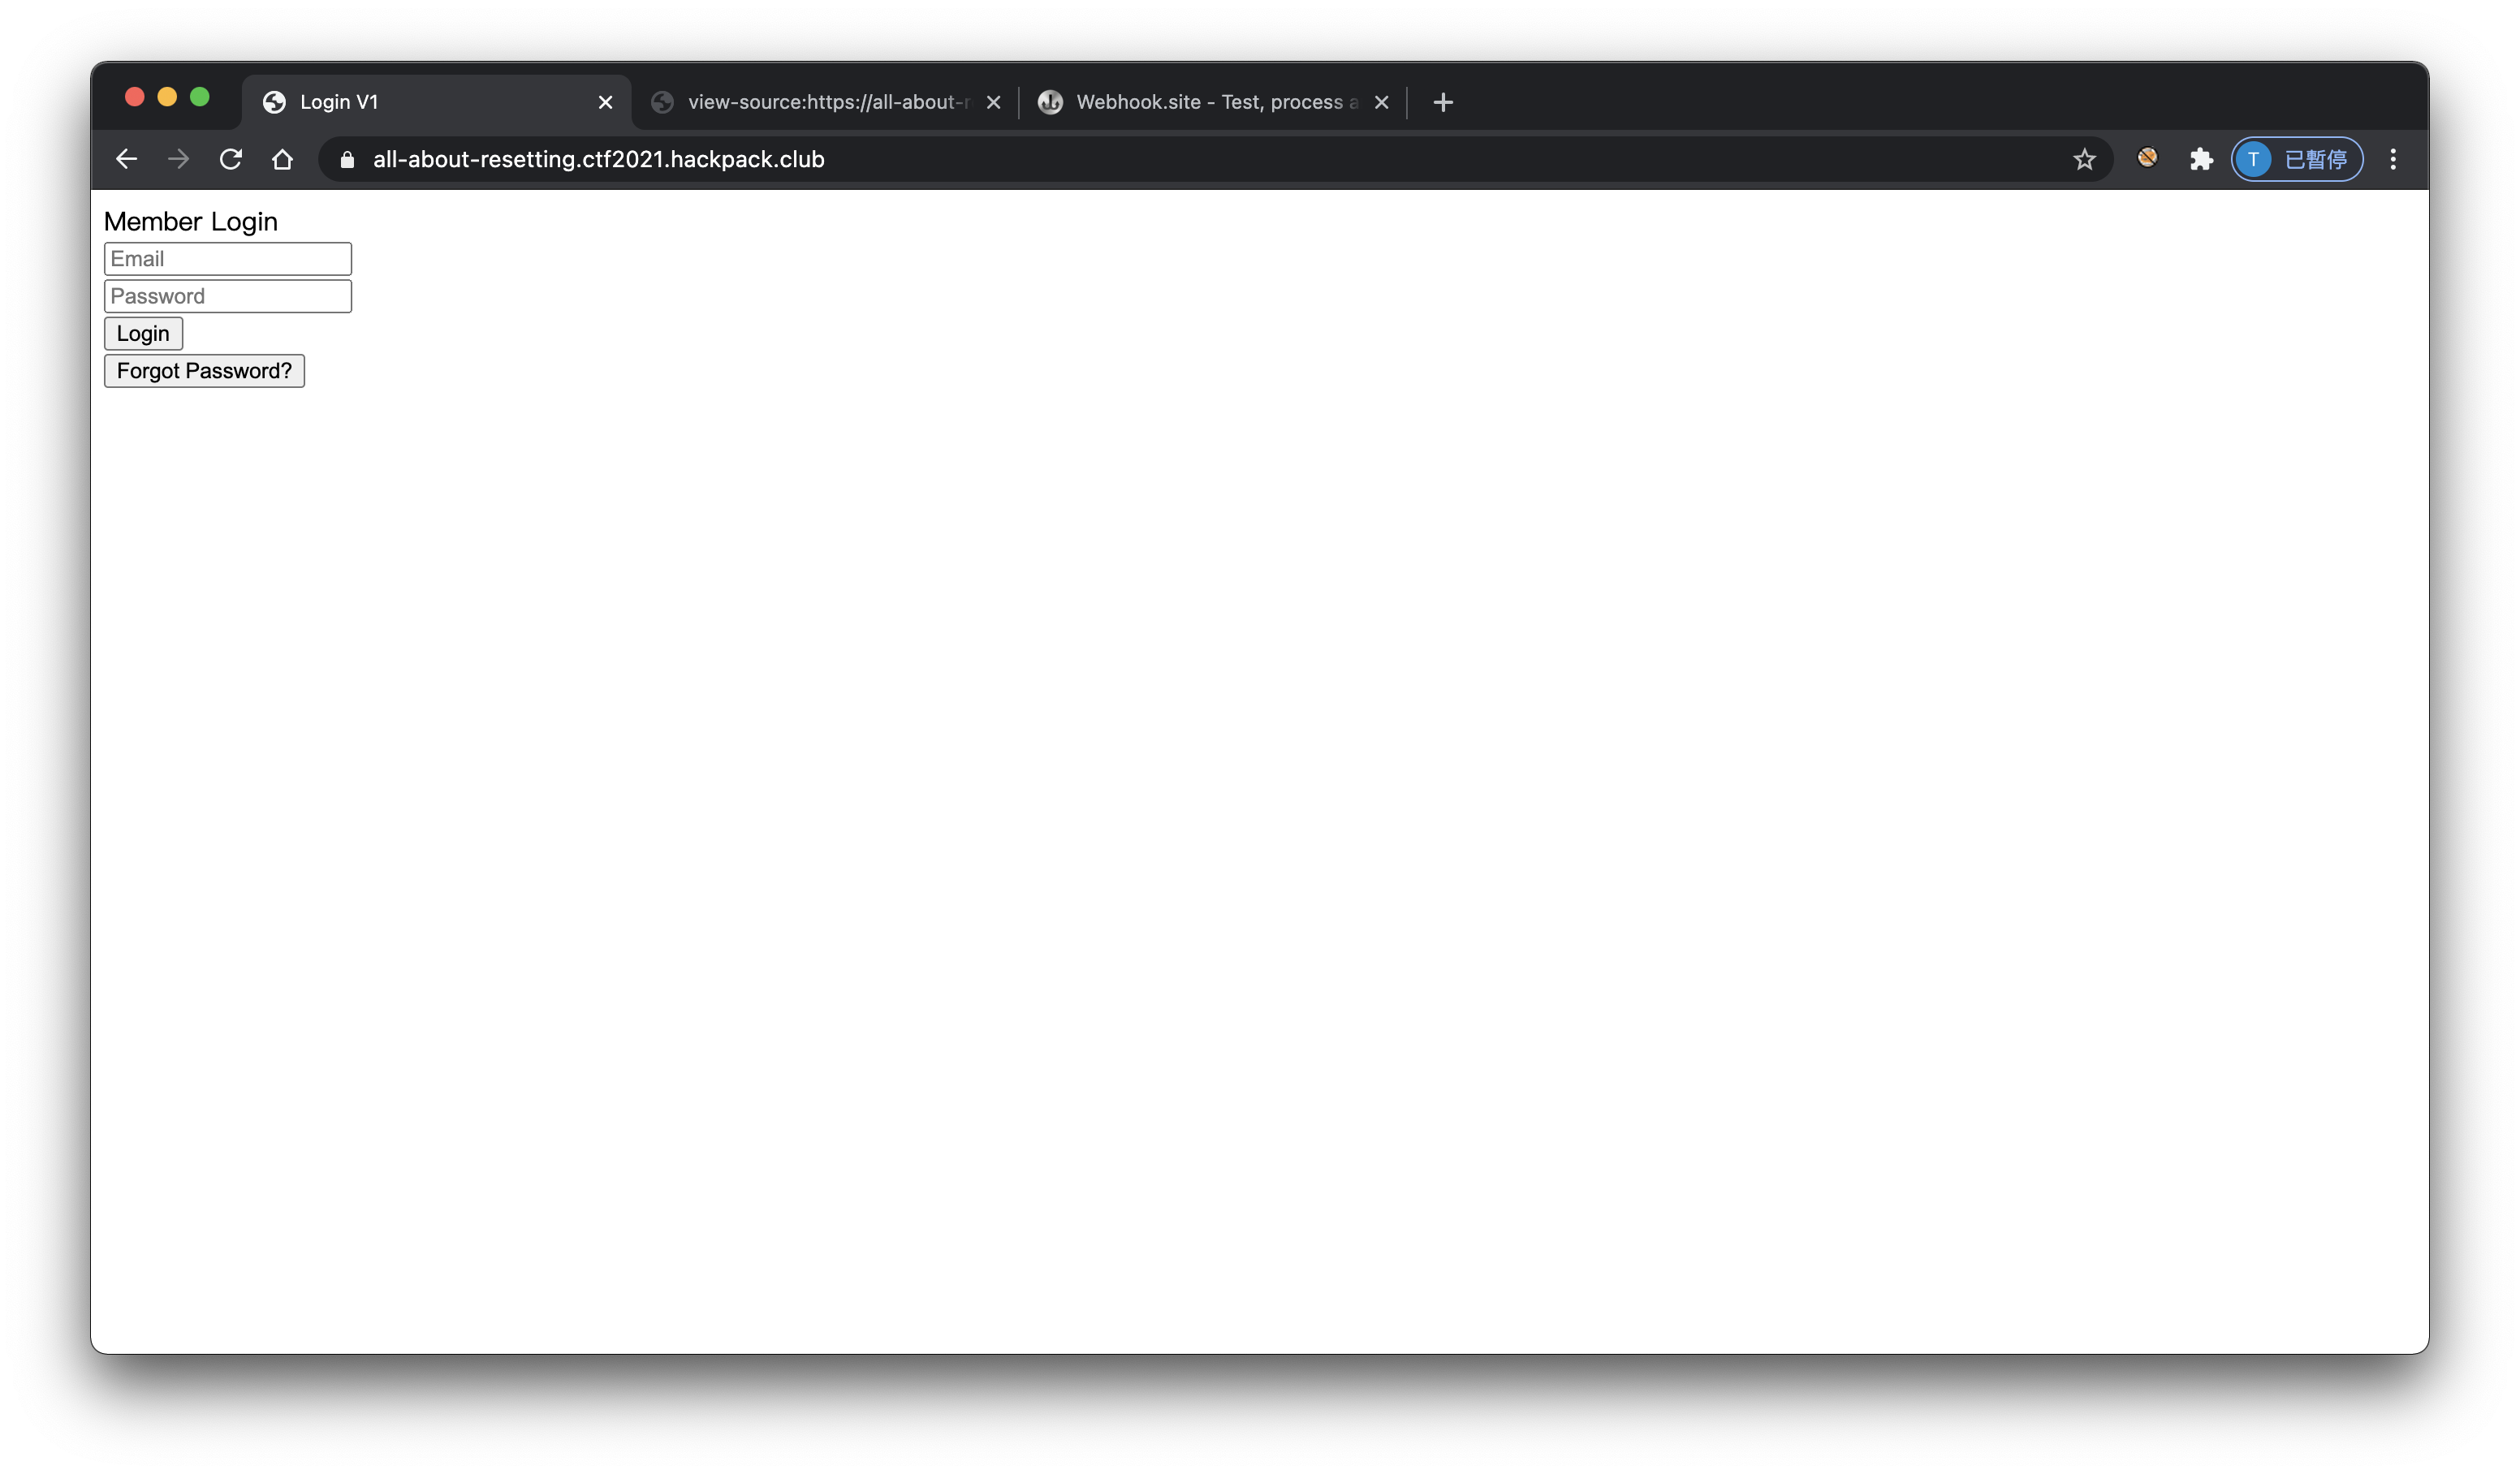 Login V1
view-source:https://all-about-r
Webhook.site - Test, process a
all-about-resetting.ctf2021.hackpack.club
T 已暫停
Member Login
Email
Password
Login
Forgot Password?